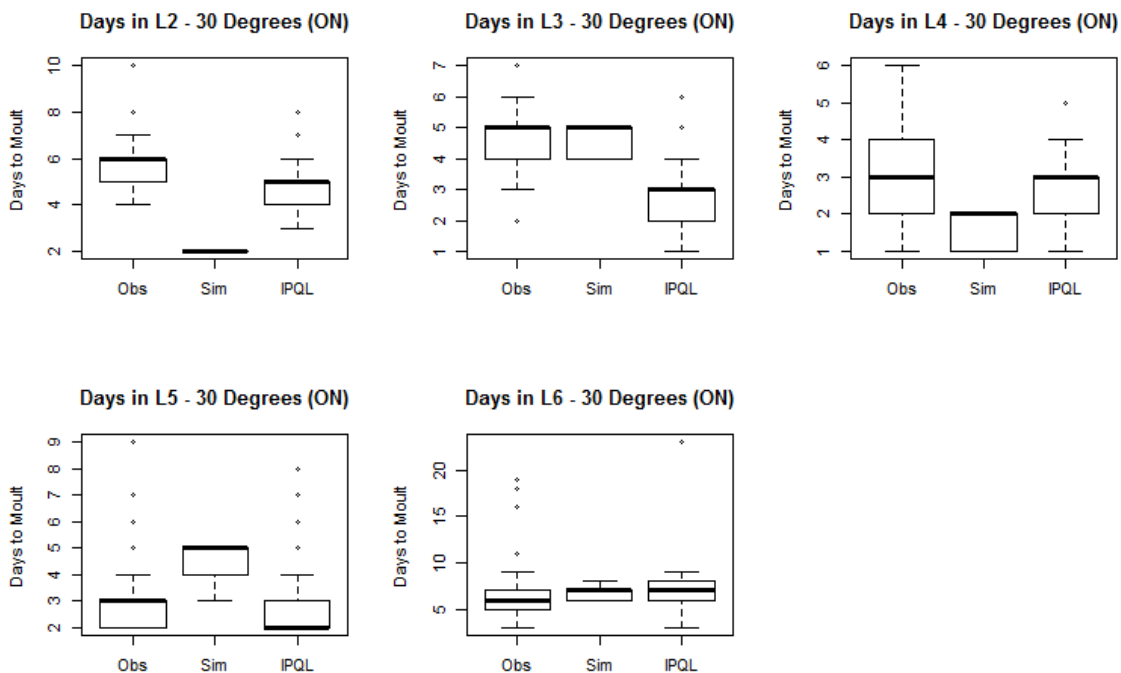 Days in L2 - 30 Degrees (ON)
Days to Moult
10
8
6
4
2
Obs Sim IPQL
Days in L3 - 30 Degrees (ON)
Days to Moult
7
6
5
4
3
2
1
Obs Sim IPQL
Days in L4 - 30 Degrees (ON)
Days to Moult
6
5
4
3
2
1
Obs Sim IPQL
Days in L5 - 30 Degrees (ON)
Days to Moult
9
8
7
6
5
4
3
2
Obs Sim IPQL
Days in L6 - 30 Degrees (ON)
Days to Moult
20
15
10
5
Obs Sim IPQL